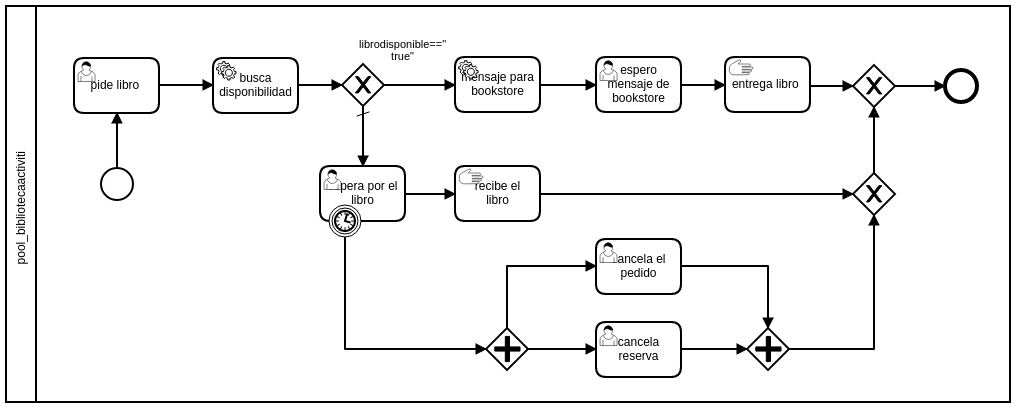 pool_bibliotecaactiviti
librodisponible=="
true"
pide libro
busca
disponibilidad
mensaje para
bookstore
espero
mensaje de
bookstore
entrega libro
pera por el
libro
recibe el
libro
cancela el
pedido
cancela
reserva